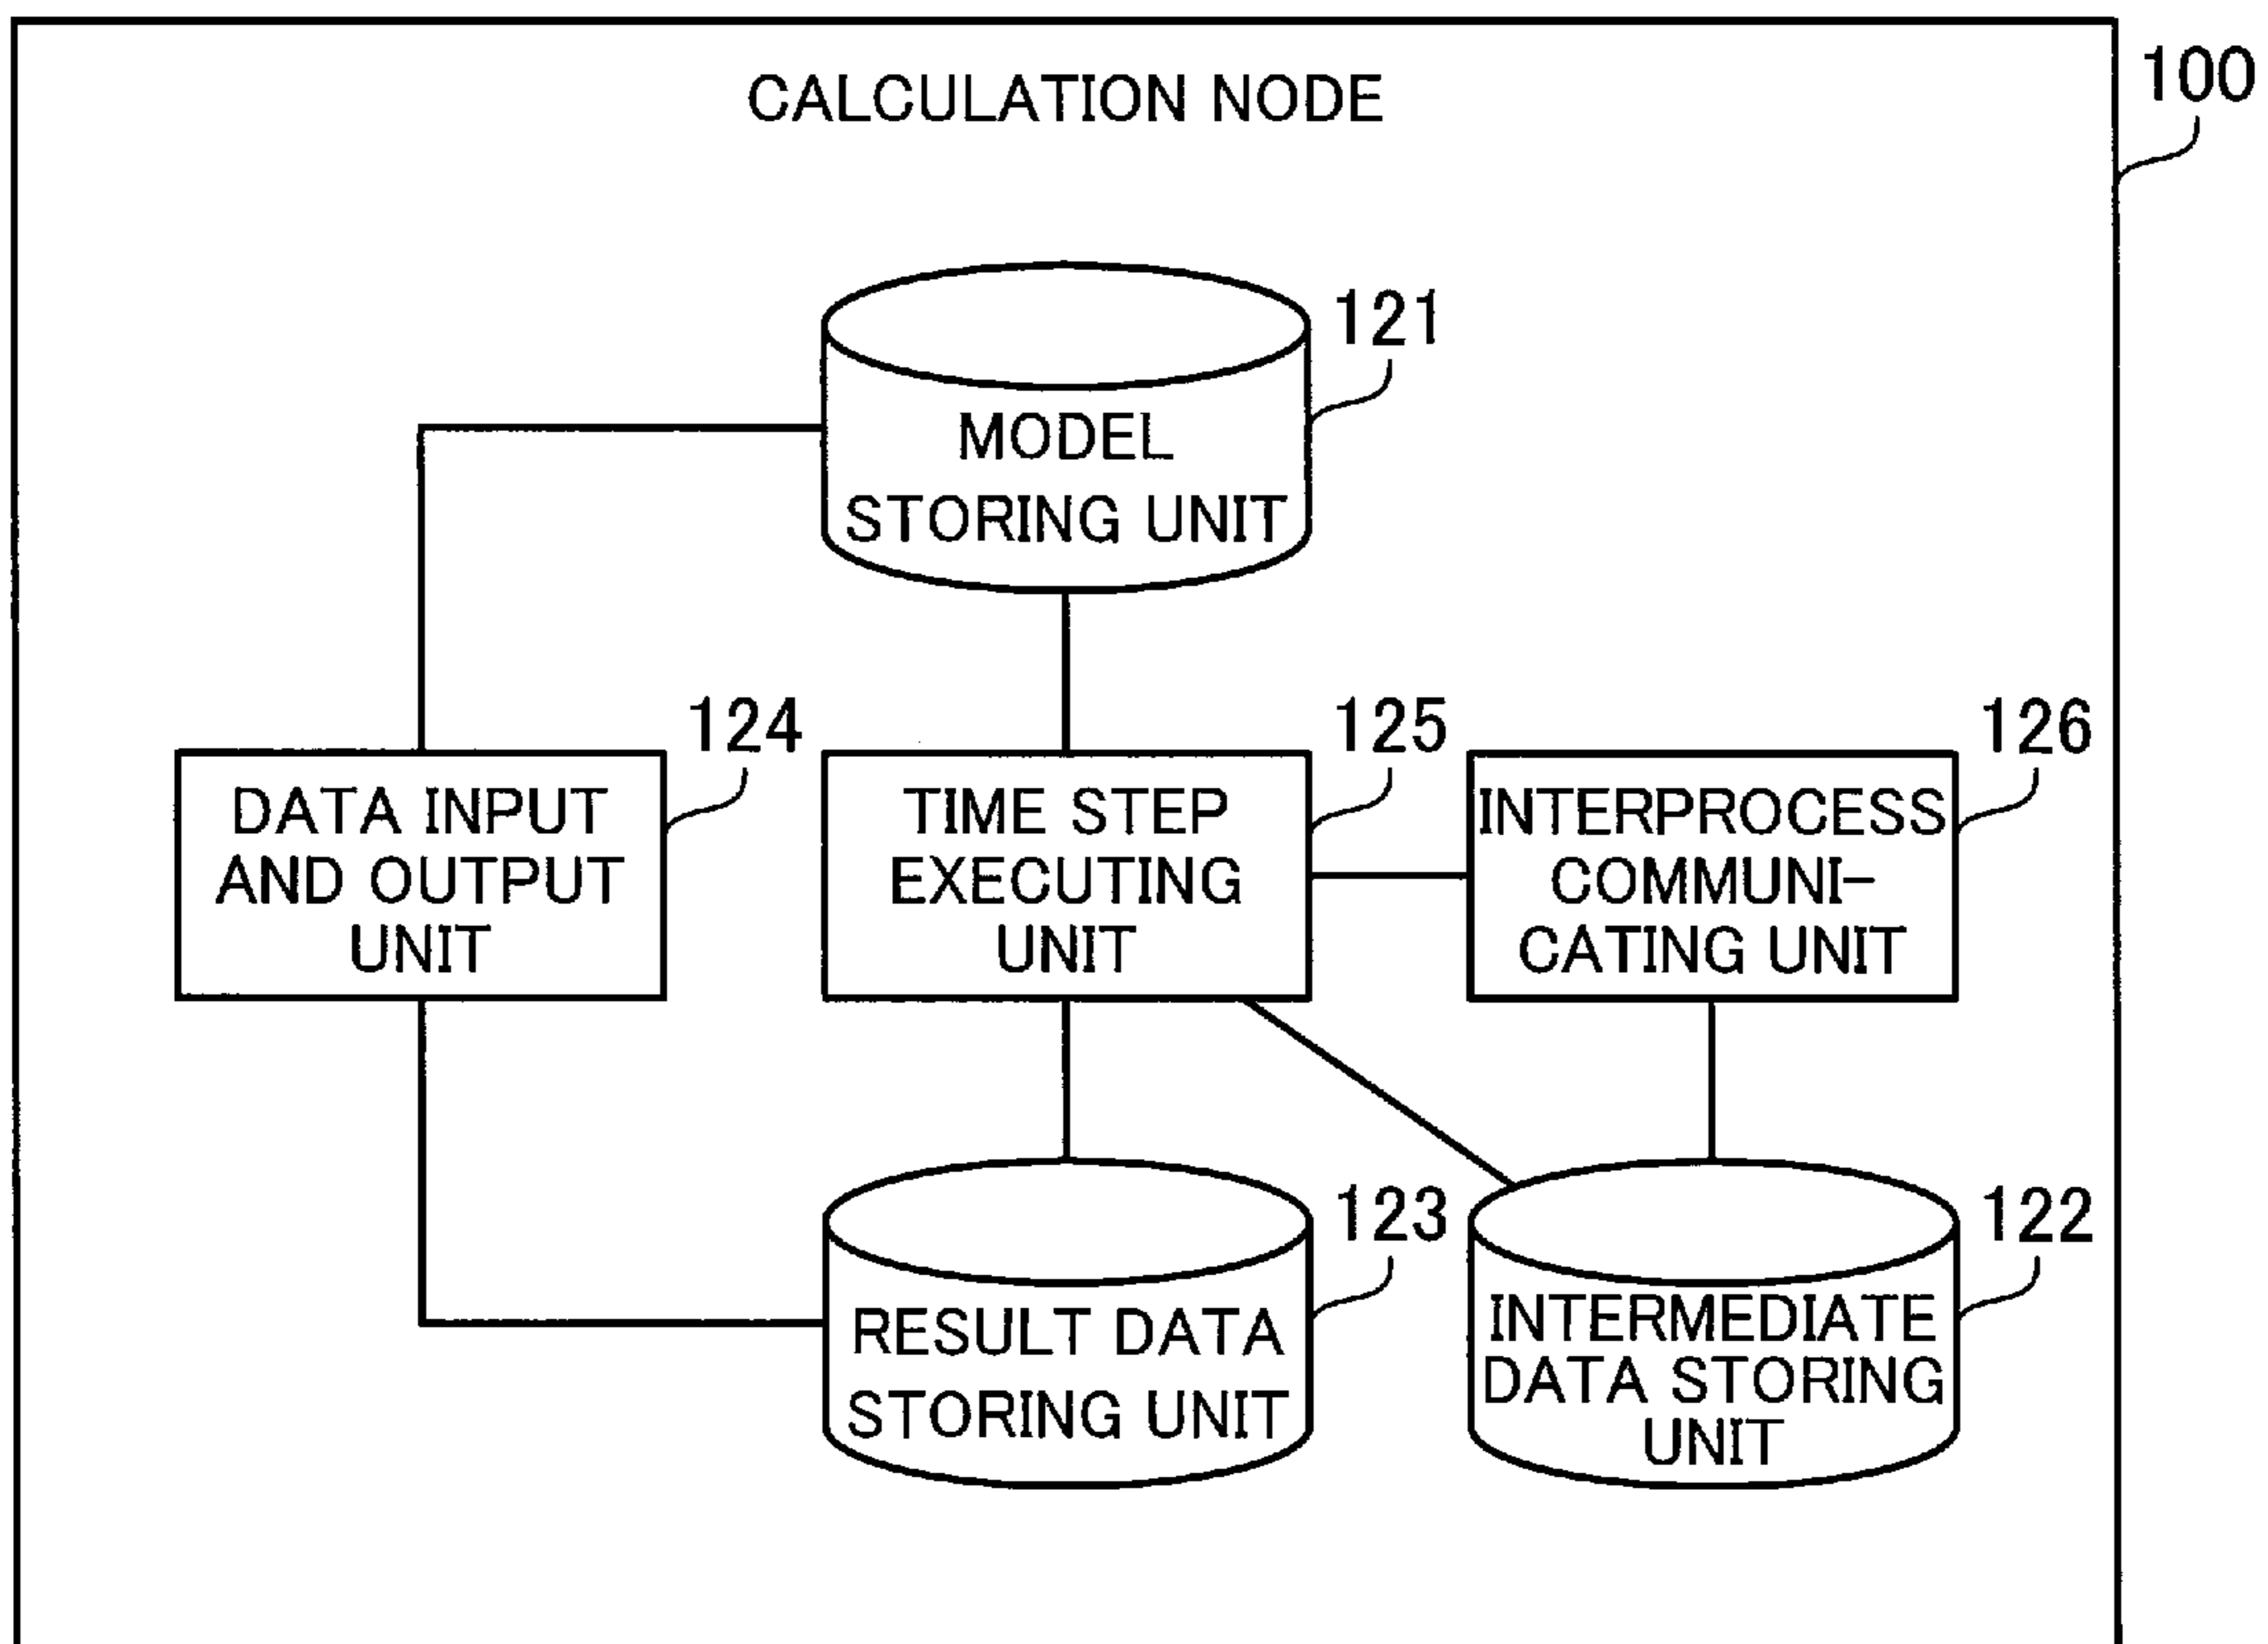 CALCULATION NODE
100
121
MODEL
STORING UNIT
124
DATA INPUT
AND OUTPUT
UNIT
125
TIME STEP
EXECUTING
UNIT
126
INTERPROCESS
COMMUNI-
CATING UNIT
123
RESULT DATA
STORING UNIT
122
INTERMEDIATE
DATA STORING
UNIT